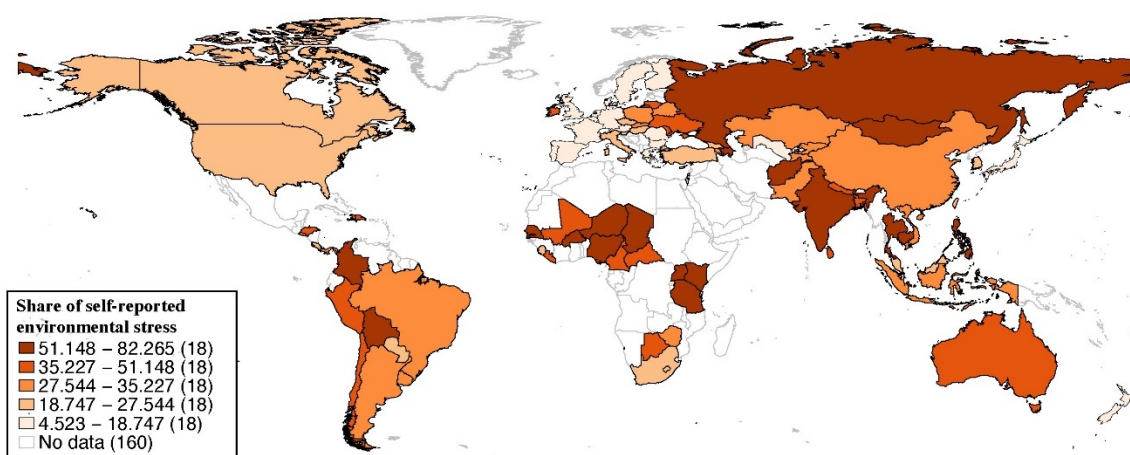 Share of self-reported
environmental stress
51.148 – 82.265 (18)
35.227 – 51.148 (18)
27.544 – 35.227 (18)
18.747 – 27.544 (18)
4.523 – 18.747 (18)
No data (160)